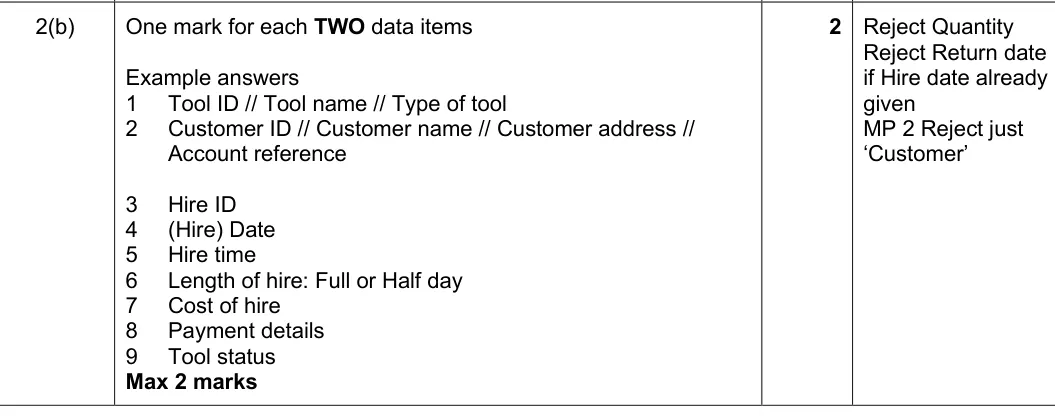 2(b)
One mark for each TWO data items
Example answers
1 Tool ID // Tool name // Type of tool
2 Customer ID // Customer name // Customer address //
Account reference
3 Hire ID
4 (Hire) Date
5 Hire time
6 Length of hire: Full or Half day
7 Cost of hire
8 Payment details
9 Tool status
Max 2 marks
2
Reject Quantity
Reject Return date
if Hire date already
given
MP 2 Reject just
‘Customer’